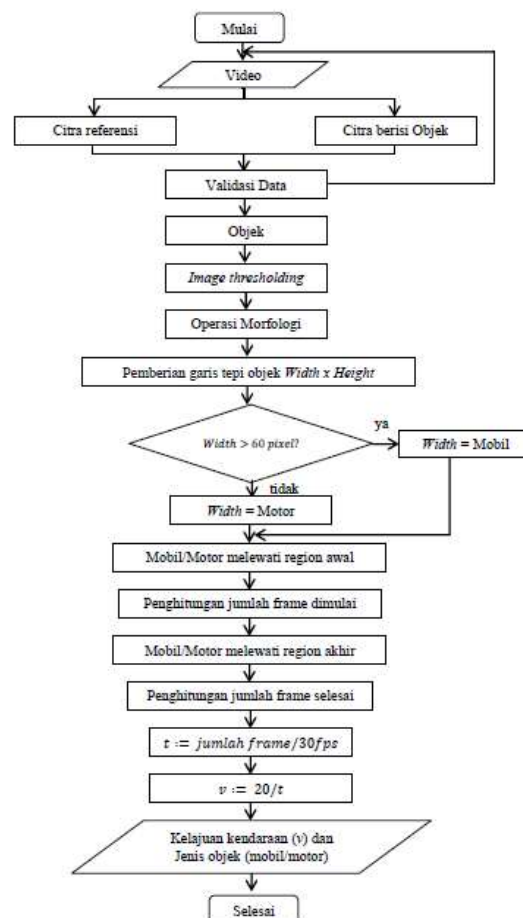 Mulai
Video
Citra referensi
Citra berisi Objek
Validasi Data
Objek
Image thresholding
Operasi Morfologi
Pemberian garis tepi objek Width x Height
Width > 60 pixel?
ya
Width = Mobil
tidak
Width = Motor
Mobil/Motor melewati region awal
Penghitungan jumlah frame dimulai
Mobil/Motor melewati region akhir
Penghitungan jumlah frame selesai
t := jumlah frame/30fps
v := 20/t
Kelajuan kendaraan (v) dan
Jenis objek (mobil/motor)
Selesai